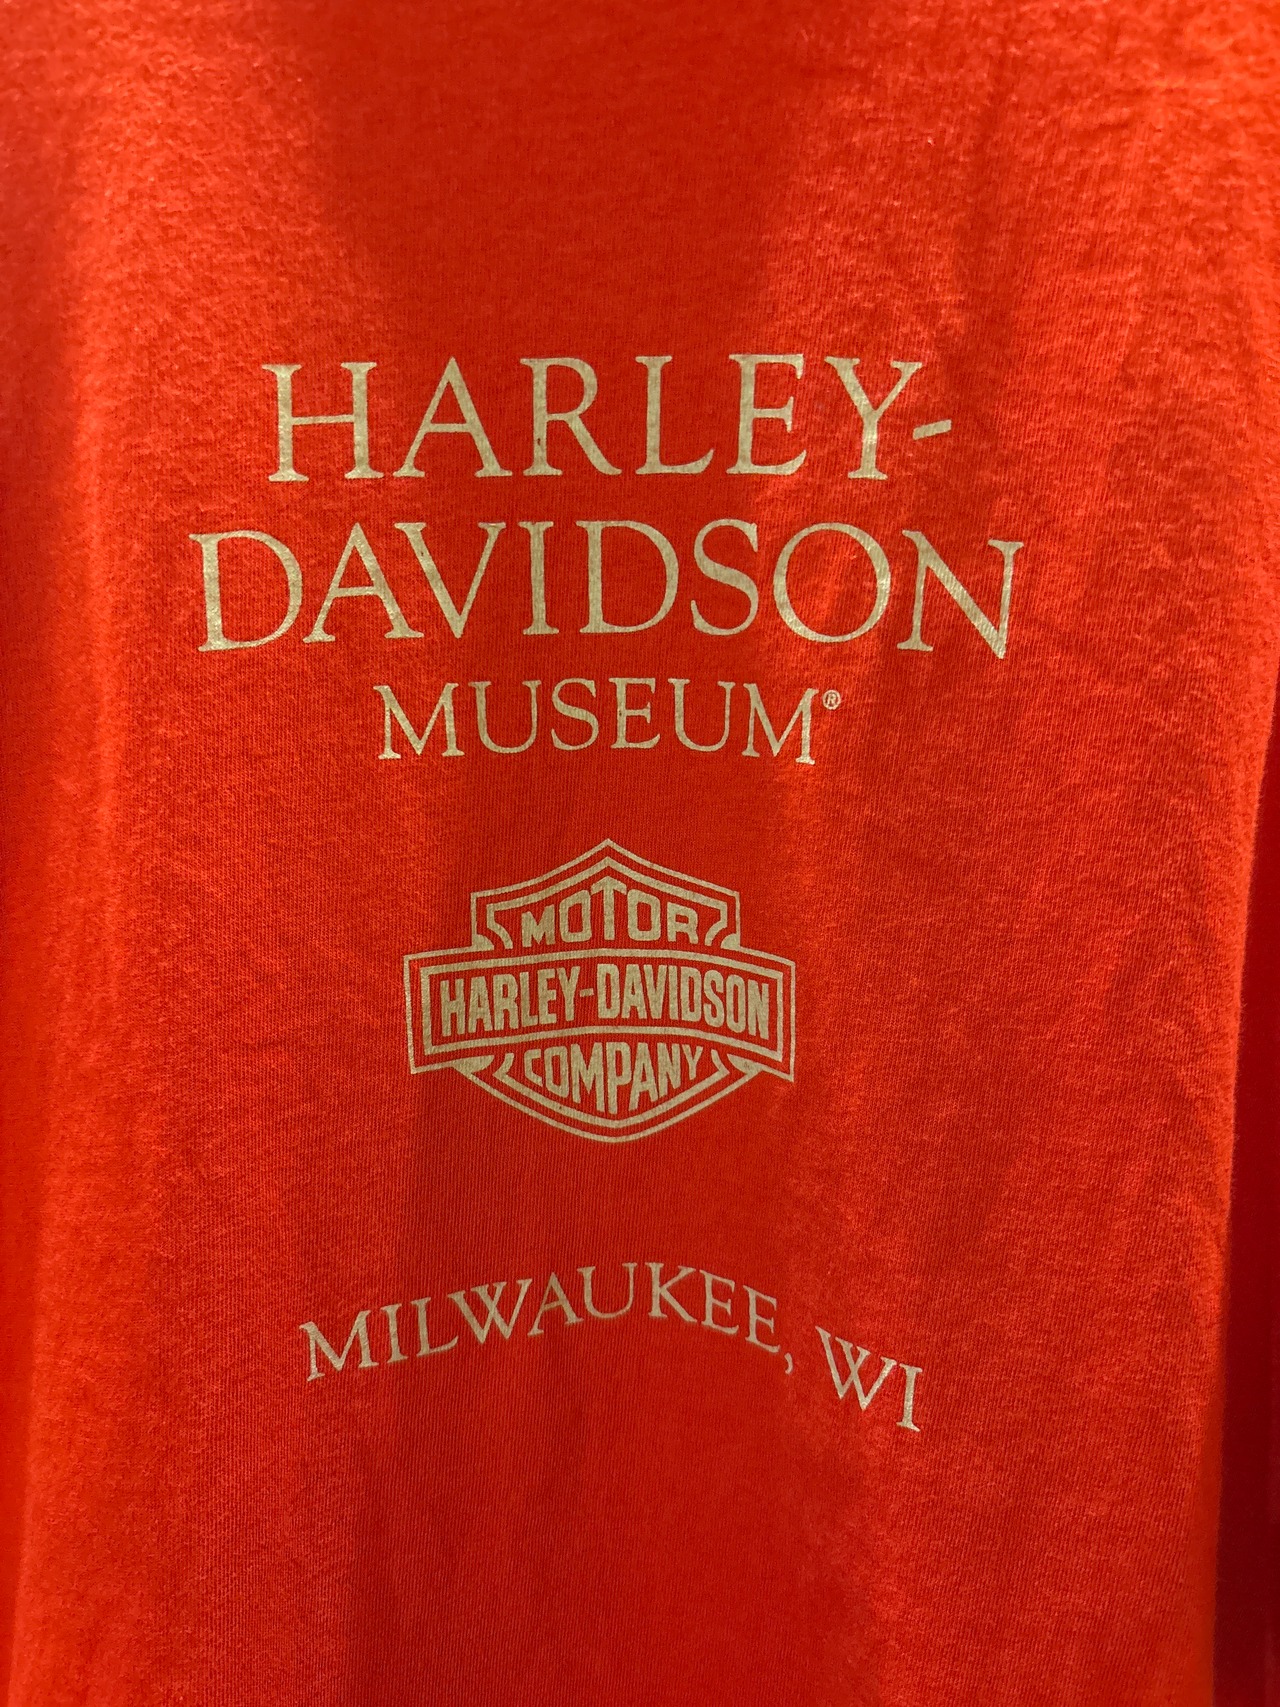 HARLEY-
DAVIDSON
MUSEUM®
MOTOR
HARLEY-DAVIDSON
COMPANY
MILWAUKEE, WI